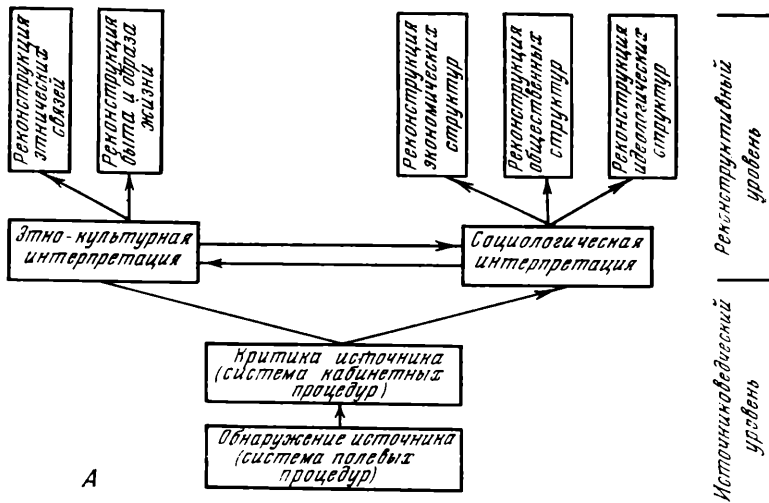 Реконструкция
этнических
связей
Реконструкция
быта и образа
жизни
Реконструкция
экономических
структур
Реконструкция
общественных
структур
Реконструкция
идеологических
структур
Реконструктивный
уровень
Этно-культурная
интерпретация
Социологическая
интерпретация
Критика источника
(система кабинетных
процедур)
Обнаружение источника
(система полевых
процедур)
Источниковедческий
уровень
А